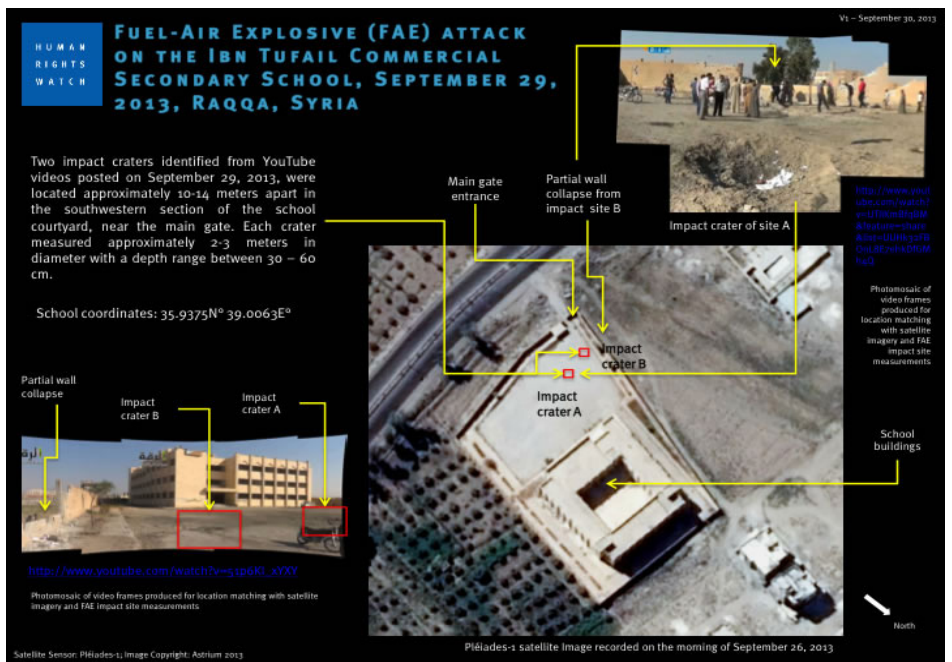 V1 – September 30, 2013
HUMAN
RIGHTS
WATCH
FUEL-AIR EXPLOSIVE (FAE) ATTACK
ON THE IBN TUFAIL COMMERCIAL
SECONDARY SCHOOL, SEPTEMBER 29,
2013, RAQQA, SYRIA
Two impact craters identified from YouTube
videos posted on September 29, 2013, were
located approximately 10-14 meters apart in
the southwestern section of the school
courtyard, near the main gate. Each crater
measured approximately 2-3 meters in
diameter with a depth range between 30 – 60
cm.
School coordinates: 35.9375N° 39.0063E°
Main gate
entrance
Partial wall
collapse from
impact site B
Impact crater of site A
Photomosaic of
video frames
produced for
location matching
with satellite
imagery and FAE
impact site
measurements
Impact
crater B
Impact
crater A
School
buildings
Partial wall
collapse
Impact
crater B
Impact
crater A
الرقة
http://www.youtube.com/watch?v=51p6KI_xYXY
Photomosaic of video frames produced for location matching with satellite
imagery and FAE impact site measurements
North
Satellite Sensor: Pléiades-1; Image Copyright: Astrium 2013
Pléiades-1 satellite Image recorded on the morning of September 26, 2013